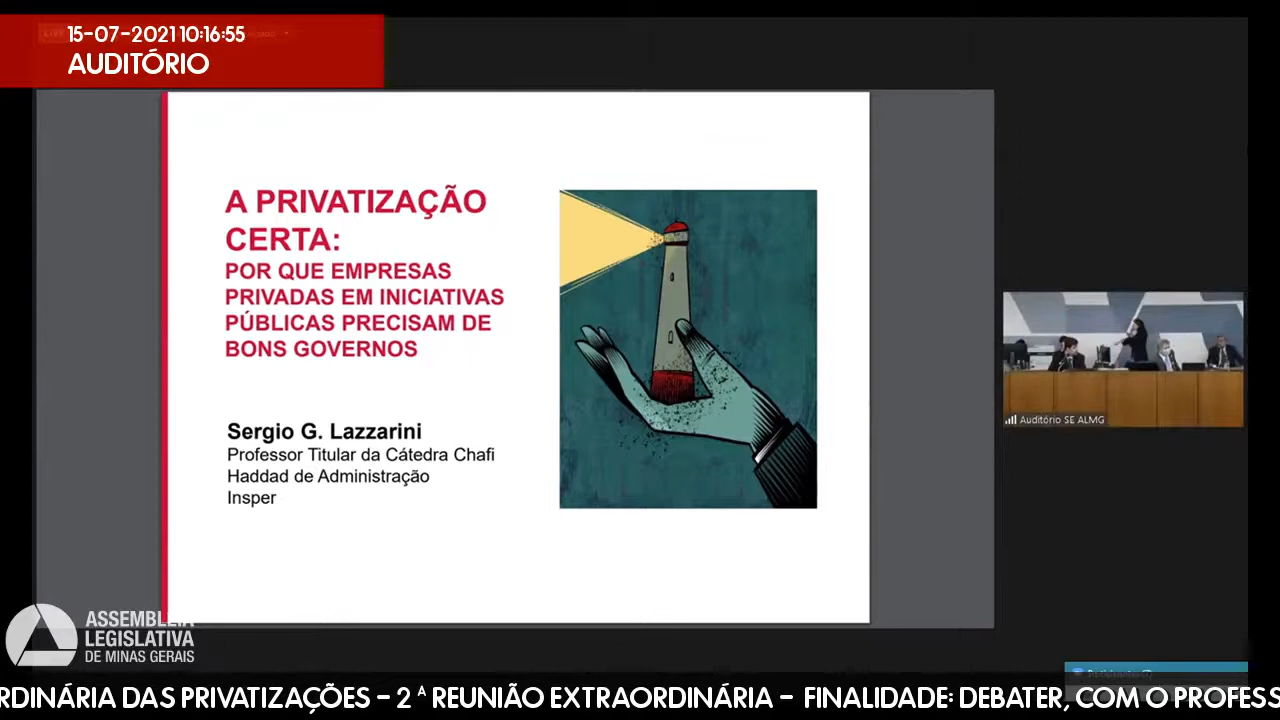 15-07-2021 10:16:55
AUDITÓRIO
A PRIVATIZAÇÃO
CERTA:
POR QUE EMPRESAS
PRIVADAS EM INICIATIVAS
PÚBLICAS PRECISAM DE
BONS GOVERNOS
Sergio G. Lazzarini
Professor Titular da Cátedra Chafi
Haddad de Administração
Insper
Auditório SE ALMG
ASSEMBLEIA
LEGISLATIVA
DE MINAS GERAIS
RDINÁRIA DAS PRIVATIZAÇÕES - 2 ª REUNIÃO EXTRAORDINÁRIA - FINALIDADE: DEBATER, COM O PROFESS